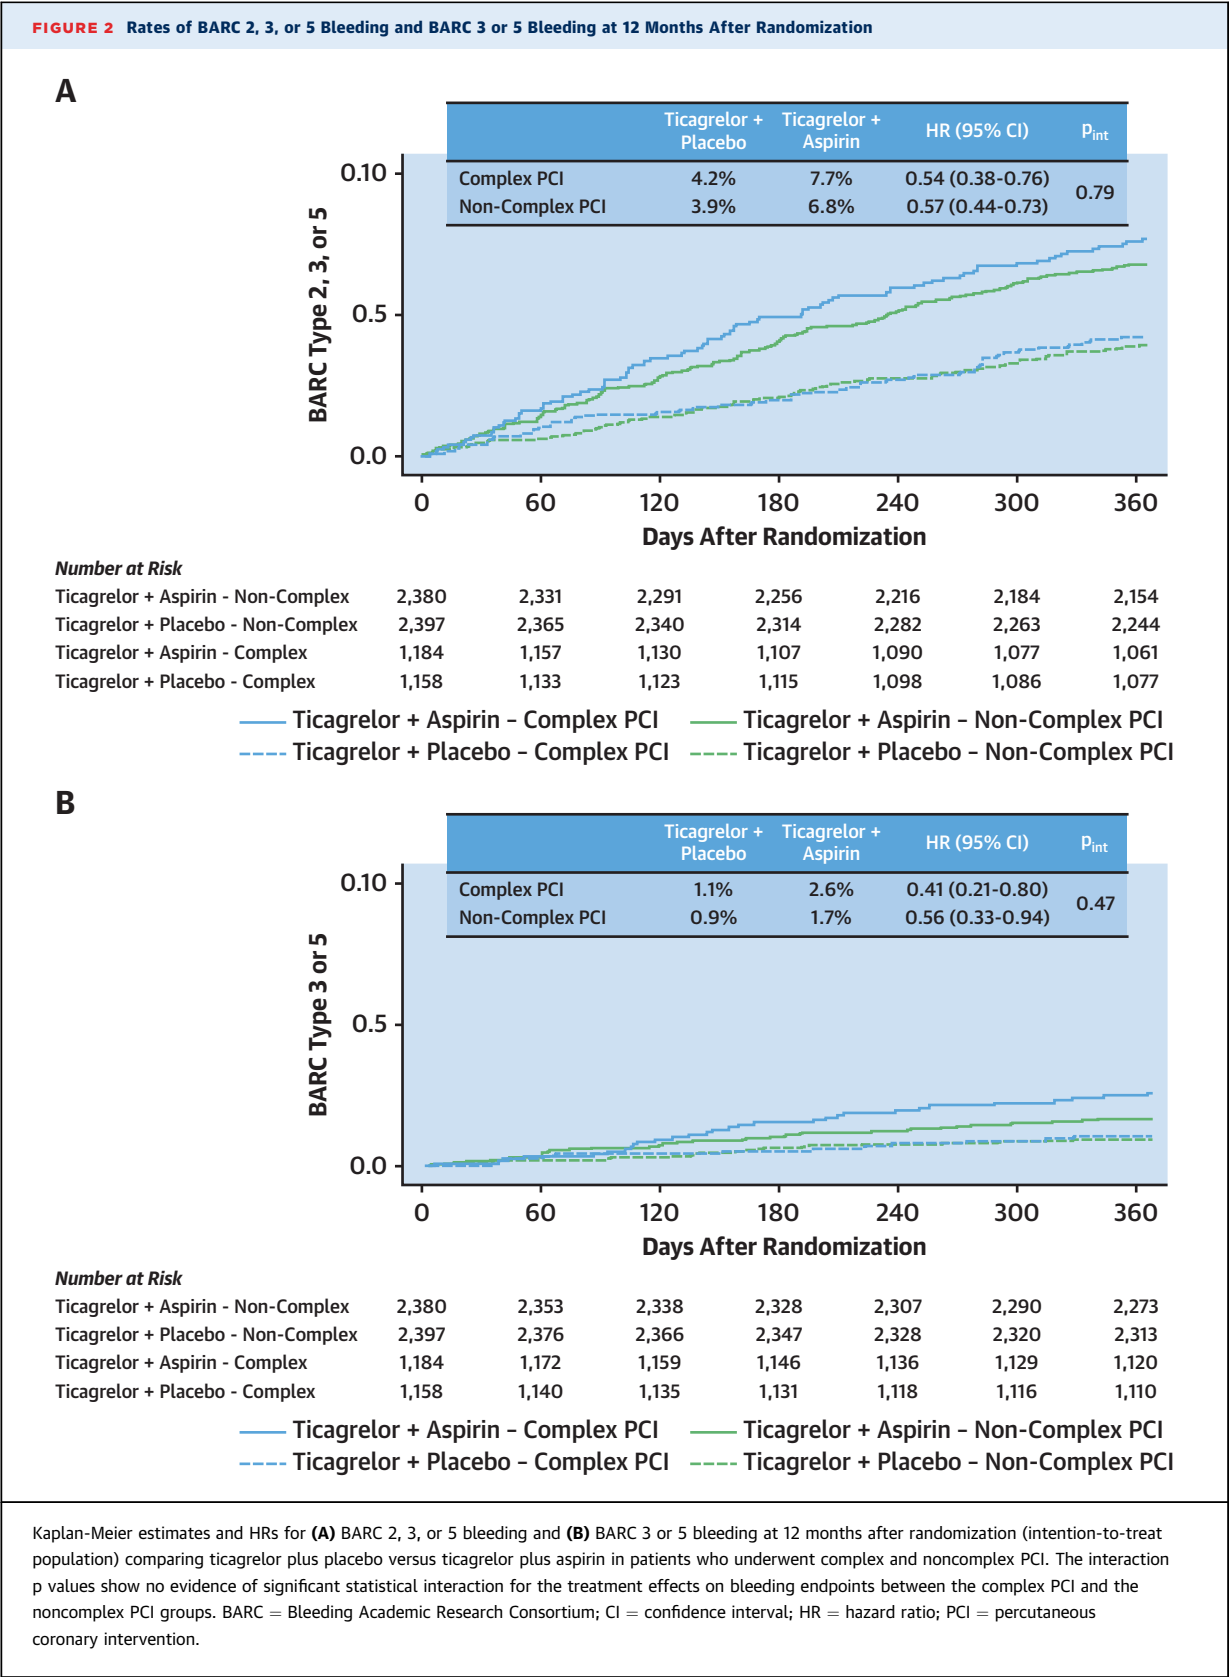 FIGURE 2 Rates of BARC 2, 3, or 5 Bleeding and BARC 3 or 5 Bleeding at 12 Months After Randomization
A
Ticagrelor + Placebo Ticagrelor + Aspirin HR (95% CI) pint
Complex PCI 4.2% 7.7% 0.54 (0.38-0.76) 0.79
Non-Complex PCI 3.9% 6.8% 0.57 (0.44-0.73)
BARC Type 2, 3, or 5
0.10
0.5
0.0
0 60 120 180 240 300 360
Days After Randomization
Number at Risk
Ticagrelor + Aspirin - Non-Complex 2,380 2,331 2,291 2,256 2,216 2,184 2,154
Ticagrelor + Placebo - Non-Complex 2,397 2,365 2,340 2,314 2,282 2,263 2,244
Ticagrelor + Aspirin - Complex 1,184 1,157 1,130 1,107 1,090 1,077 1,061
Ticagrelor + Placebo - Complex 1,158 1,133 1,123 1,115 1,098 1,086 1,077
Ticagrelor + Aspirin – Complex PCI Ticagrelor + Aspirin – Non-Complex PCI
Ticagrelor + Placebo – Complex PCI Ticagrelor + Placebo – Non-Complex PCI
B
Ticagrelor + Placebo Ticagrelor + Aspirin HR (95% CI) pint
Complex PCI 1.1% 2.6% 0.41 (0.21-0.80) 0.47
Non-Complex PCI 0.9% 1.7% 0.56 (0.33-0.94)
BARC Type 3 or 5
0.10
0.5
0.0
0 60 120 180 240 300 360
Days After Randomization
Number at Risk
Ticagrelor + Aspirin - Non-Complex 2,380 2,353 2,338 2,328 2,307 2,290 2,273
Ticagrelor + Placebo - Non-Complex 2,397 2,376 2,366 2,347 2,328 2,320 2,313
Ticagrelor + Aspirin - Complex 1,184 1,172 1,159 1,146 1,136 1,129 1,120
Ticagrelor + Placebo - Complex 1,158 1,140 1,135 1,131 1,118 1,116 1,110
Ticagrelor + Aspirin – Complex PCI Ticagrelor + Aspirin – Non-Complex PCI
Ticagrelor + Placebo – Complex PCI Ticagrelor + Placebo – Non-Complex PCI
Kaplan-Meier estimates and HRs for (A) BARC 2, 3, or 5 bleeding and (B) BARC 3 or 5 bleeding at 12 months after randomization (intention-to-treat
population) comparing ticagrelor plus placebo versus ticagrelor plus aspirin in patients who underwent complex and noncomplex PCI. The interaction
p values show no evidence of significant statistical interaction for the treatment effects on bleeding endpoints between the complex PCI and the
noncomplex PCI groups. BARC = Bleeding Academic Research Consortium; CI = confidence interval; HR = hazard ratio; PCI = percutaneous
coronary intervention.